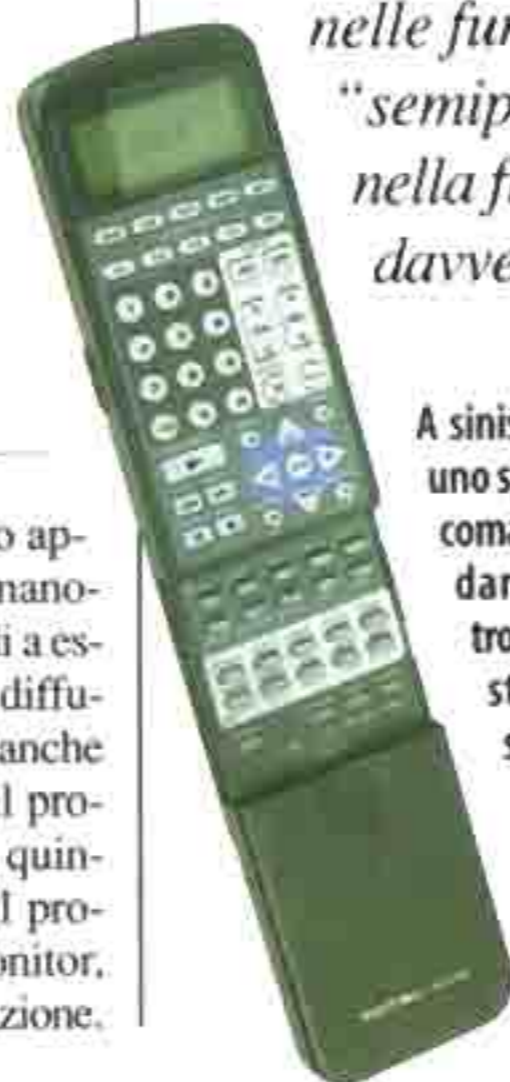 nelle fun
"semip
nella f
davve
A sinis
uno s
coma
dar
tro
st
s
o ap-
nano-
i a es-
diffu-
anche
l pro-
quin-
l pro-
onitor,
zione.